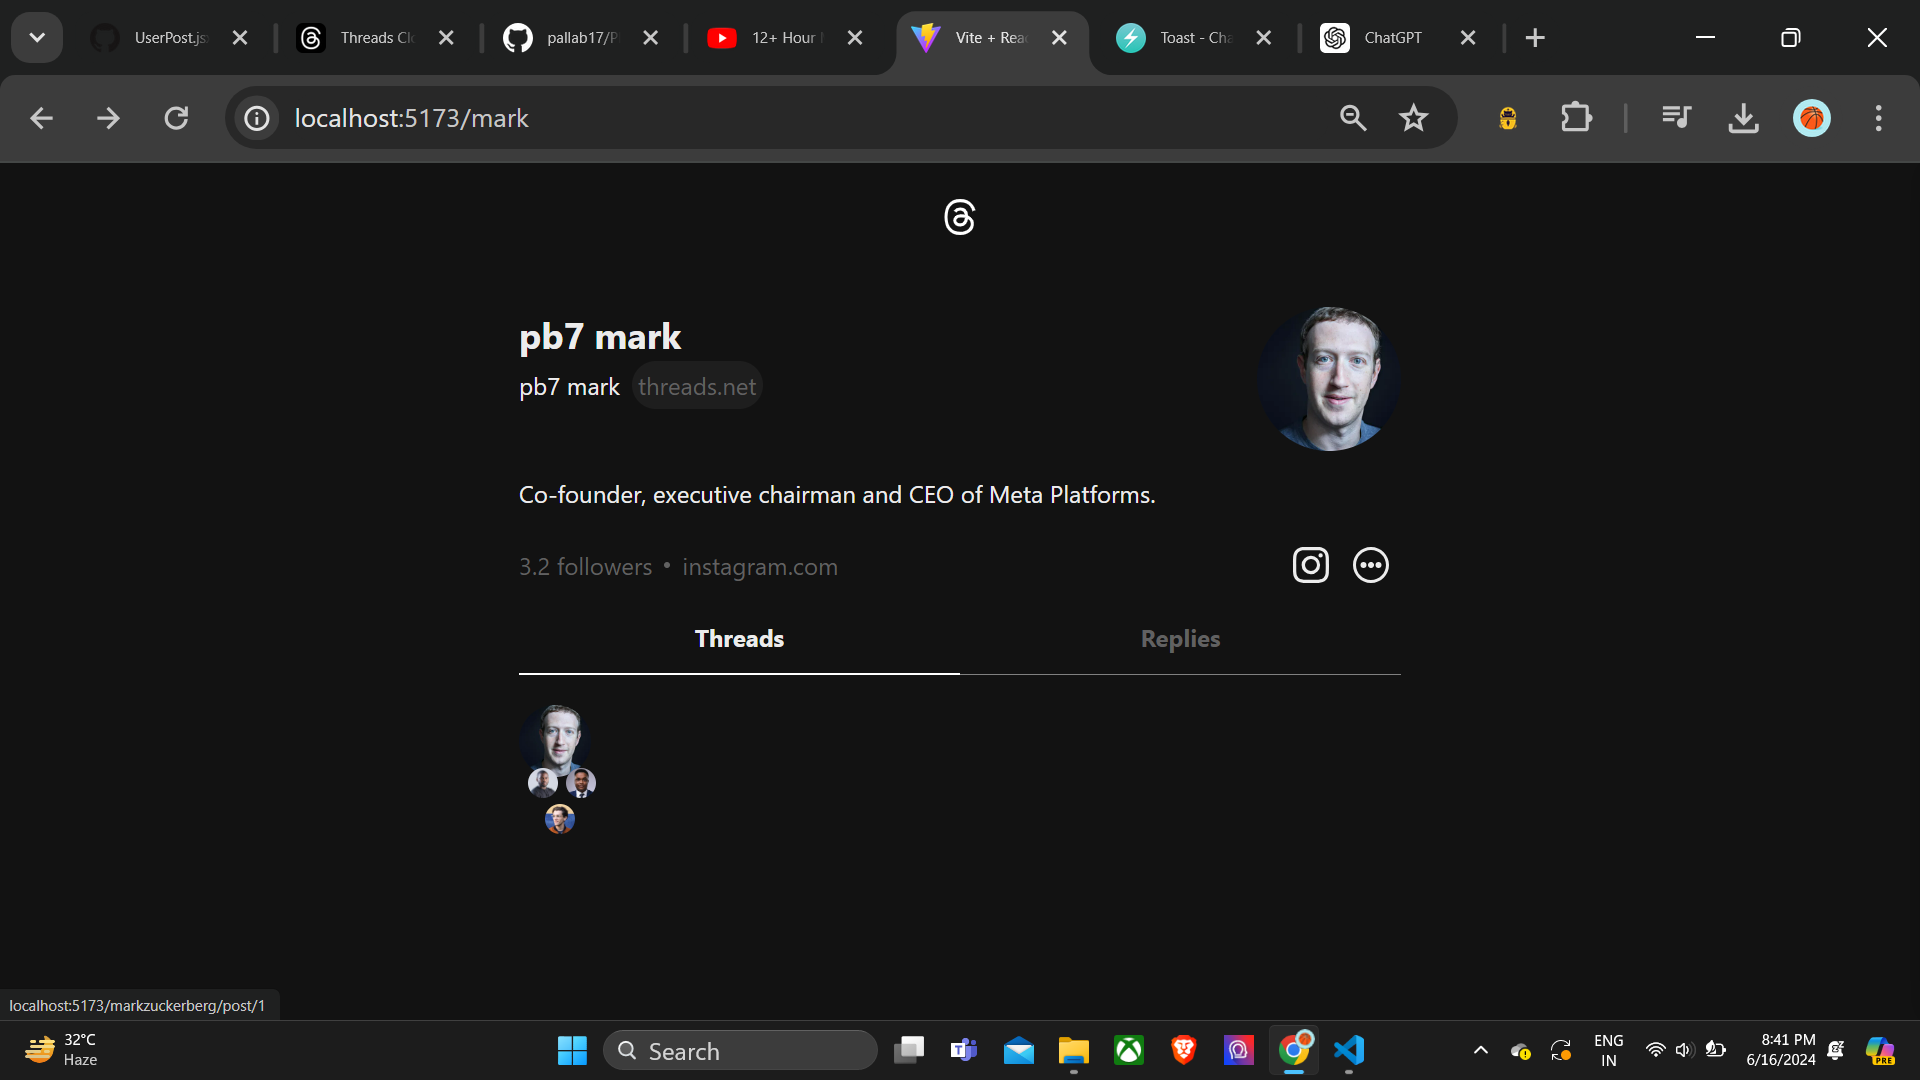 UserPost.js
Threads Clo
pallab17/P
12+ Hour
Vite + Rea
Toast - Cha
ChatGPT
localhost:5173/mark
pb7 mark
pb7 mark threads.net
Co-founder, executive chairman and CEO of Meta Platforms.
3.2 followers • instagram.com
Threads Replies
localhost:5173/markzuckerberg/post/1
32°C
Haze
Search
PRE
ENG
IN
8:41 PM
6/16/2024